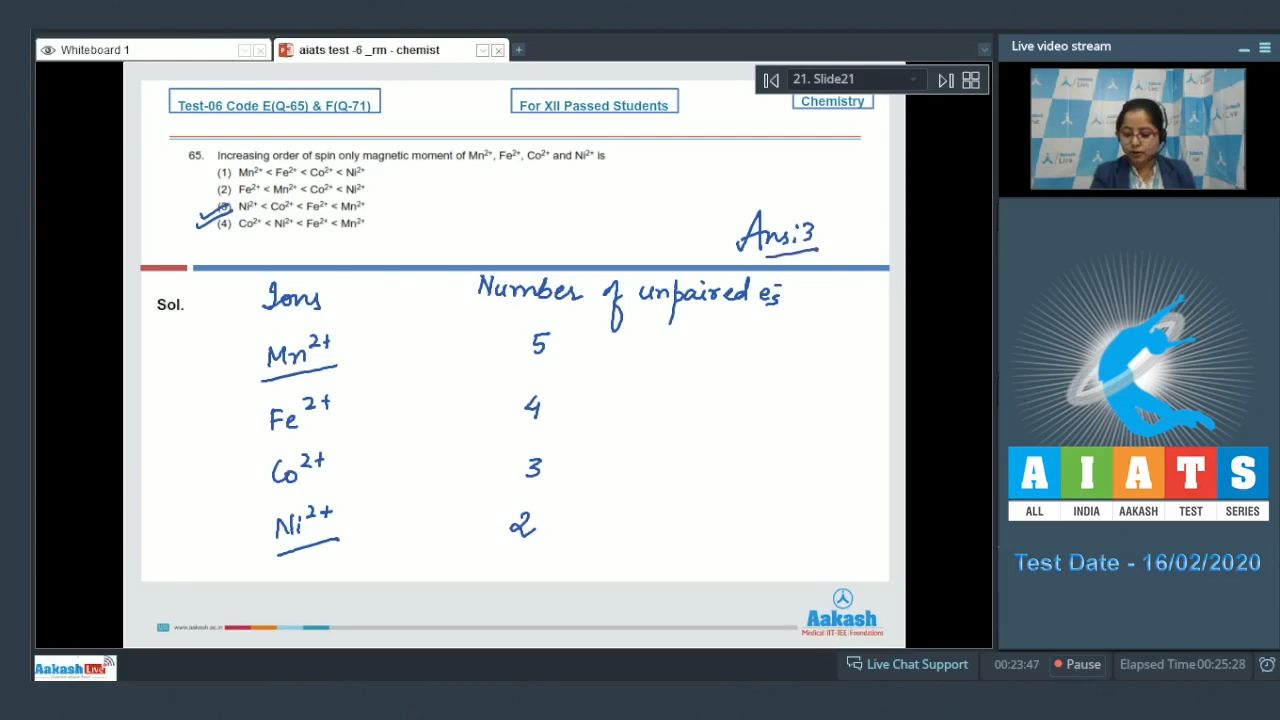 Whiteboard 1
aiats test -6 _rm - chemist
Live video stream
21. Slide21
Test-06 Code E(Q-65) & F(Q-71)
For XII Passed Students
Chemistry
65. Increasing order of spin only magnetic moment of Mn²⁺, Fe²⁺, Co²⁺ and Ni²⁺ is
(1) Mn²⁺ < Fe²⁺ < Co²⁺ < Ni²⁺
(2) Fe²⁺ < Mn²⁺ < Co²⁺ < Ni²⁺
(3) Ni²⁺ < Co²⁺ < Fe²⁺ < Mn²⁺
(4) Co²⁺ < Ni²⁺ < Fe²⁺ < Mn²⁺
Ans:3
Sol.
Ions Number of unpaired e⁻s
Mn²⁺ 5
Fe²⁺ 4
Co²⁺ 3
Ni²⁺ 2
www.aakash.ac.in
Aakash
Medical|IIT-JEE|Foundations
A I A T S
ALL INDIA AAKASH TEST SERIES
Test Date - 16/02/2020
Aakash Live
Live Chat Support
00:23:47
Pause
Elapsed Time 00:25:28